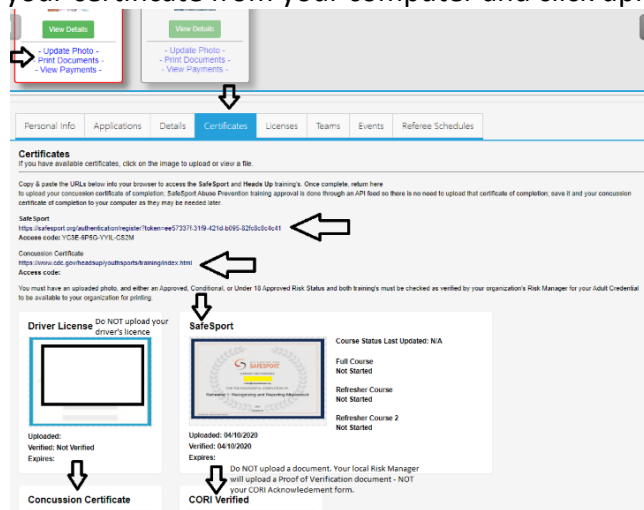 your certificate from your computer and click
View Details
View Details
- Update Photo -
- Print Documents -
- View Payments -
- Update Photo -
- Print Documents -
- View Payments -
Personal Info Applications Details Certificates Licenses Teams Events Referee Schedules
Certificates
If you have available certificates, click on the image to upload or view a file.
Copy & paste the URLs below into your browser to access the SafeSport and Heads Up training's. Once complete, return here
to upload your concussion certificate of completion; SafeSport Abuse Prevention training approval is done through an API feed so there is no need to upload that certificate of completion; save it and your concussion
certificate of completion to your computer as they may be needed later.
SafeSport
Access code:
Concussion Certificate
https://www.cdc.gov/headsup/youthsports/training/index.html
Access code:
You must have an uploaded photo, and either an Approved, Conditional, or Under 18 Approved Risk Status and both training's must be checked as verified by your organization's Risk Manager for your Adult Credential
to be available to your organization for printing.
Driver License
Do NOT upload your
driver's licence
Uploaded:
Verified: Not Verified
Expires:
SafeSport
SAFESPORT
Uploaded: 04/10/2020
Verified: 04/10/2020
Expires:
Course Status Last Updated: N/A
Full Course
Not Started
Refresher Course
Not Started
Refresher Course 2
Not Started
Do NOT upload a document. Your local Risk Manager
will upload a Proof of Verification document - NOT
your CORI Acknowledement form.
Concussion Certificate
CORI Verified